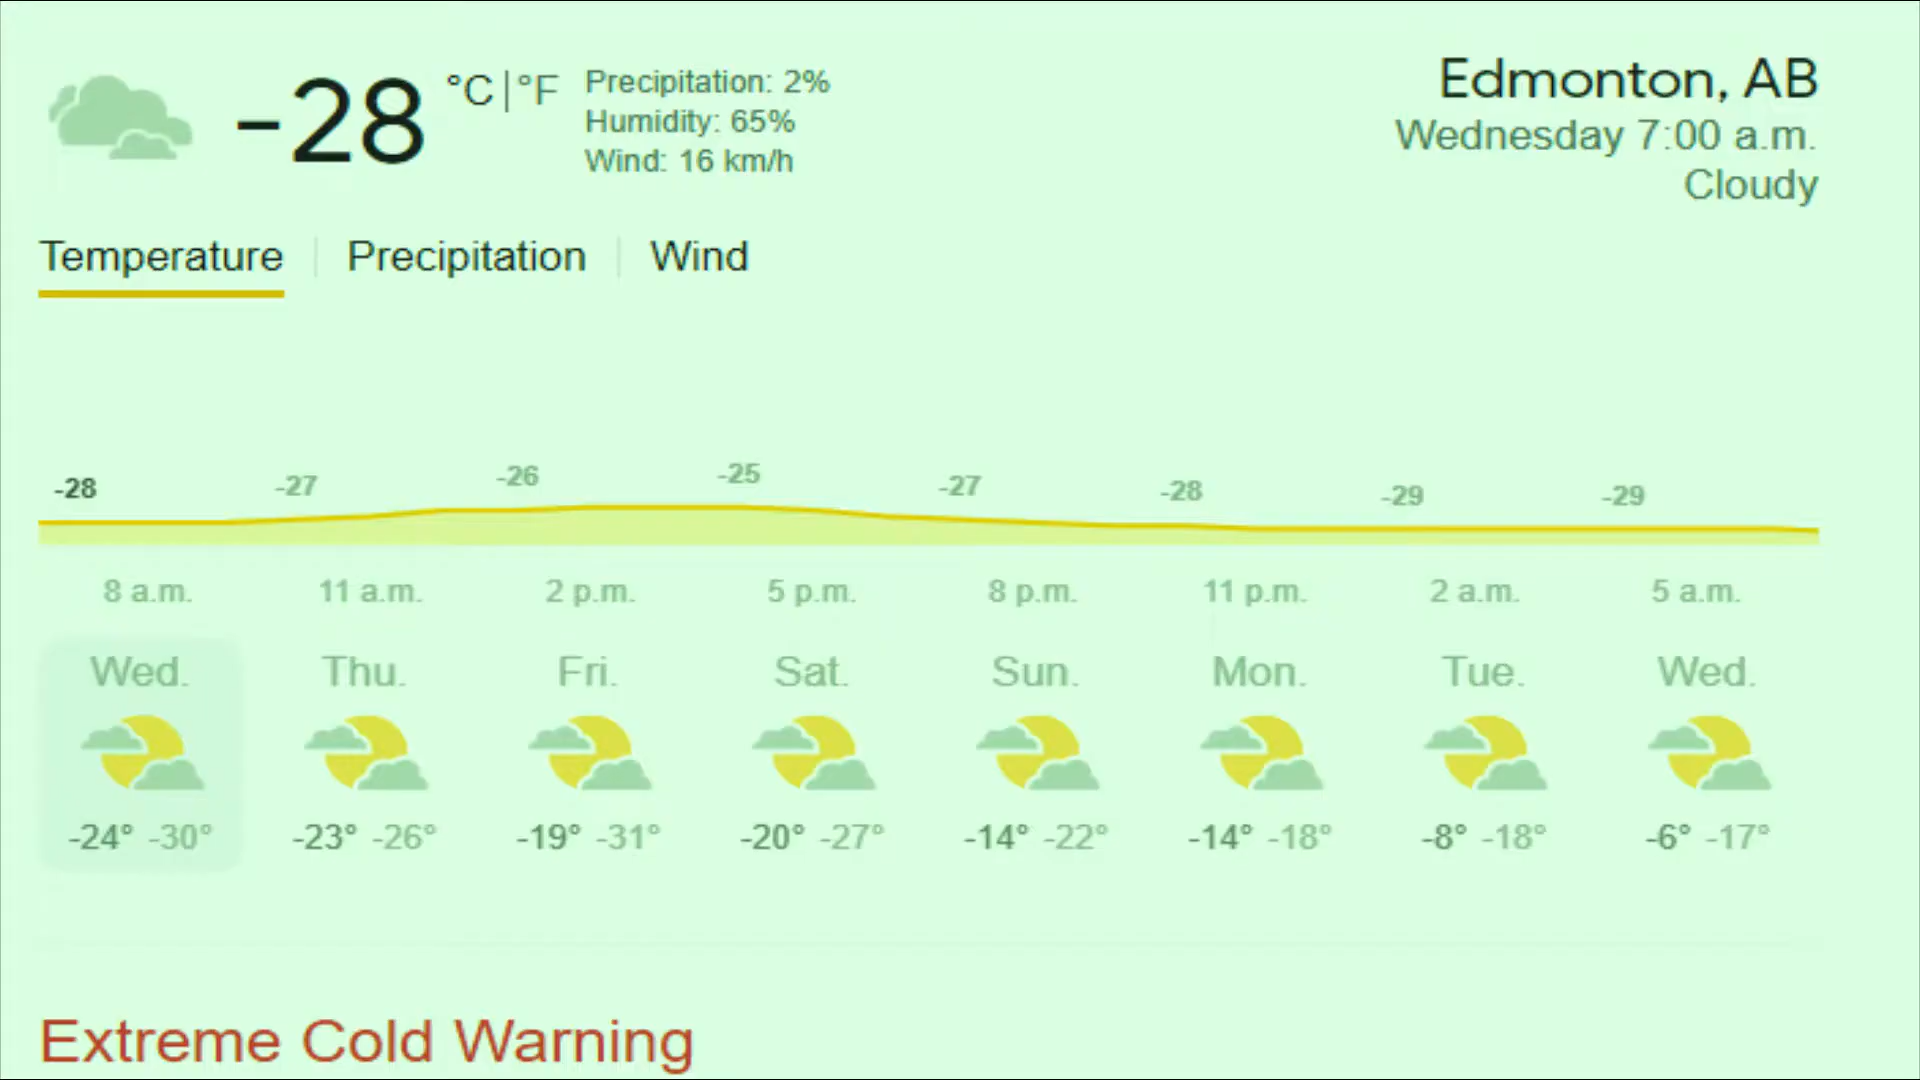 -28 °C|°F
Precipitation: 2%
Humidity: 65%
Wind: 16 km/h
Edmonton, AB
Wednesday 7:00 a.m.
Cloudy
Temperature Precipitation Wind
-28 -27 -26 -25 -27 -28 -29 -29
8 a.m. 11 a.m. 2 p.m. 5 p.m. 8 p.m. 11 p.m. 2 a.m. 5 a.m.
Wed. Thu. Fri. Sat. Sun. Mon. Tue. Wed.
-24° -30° -23° -26° -19° -31° -20° -27° -14° -22° -14° -18° -8° -18° -6° -17°
Extreme Cold Warning